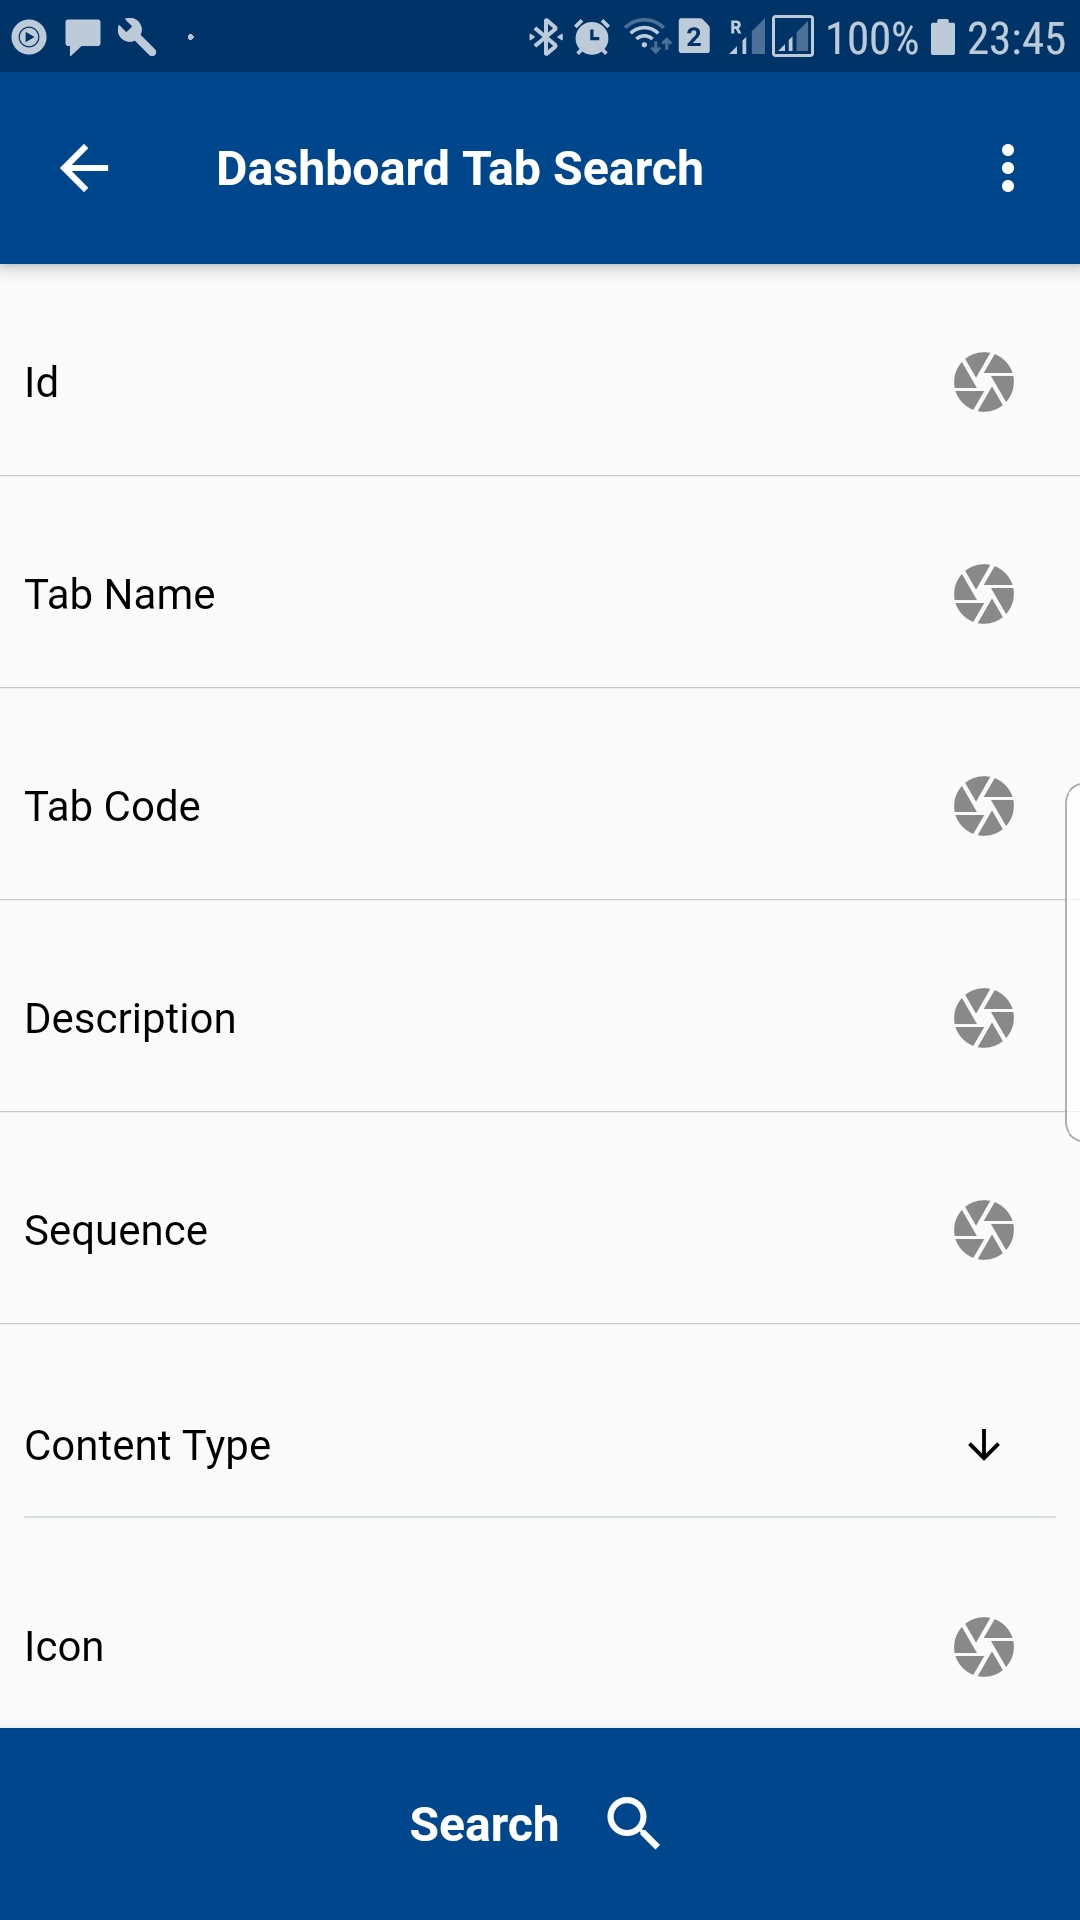 2 R 100% 23:45
Dashboard Tab Search
Id
Tab Name
Tab Code
Description
Sequence
Content Type
Icon
Search